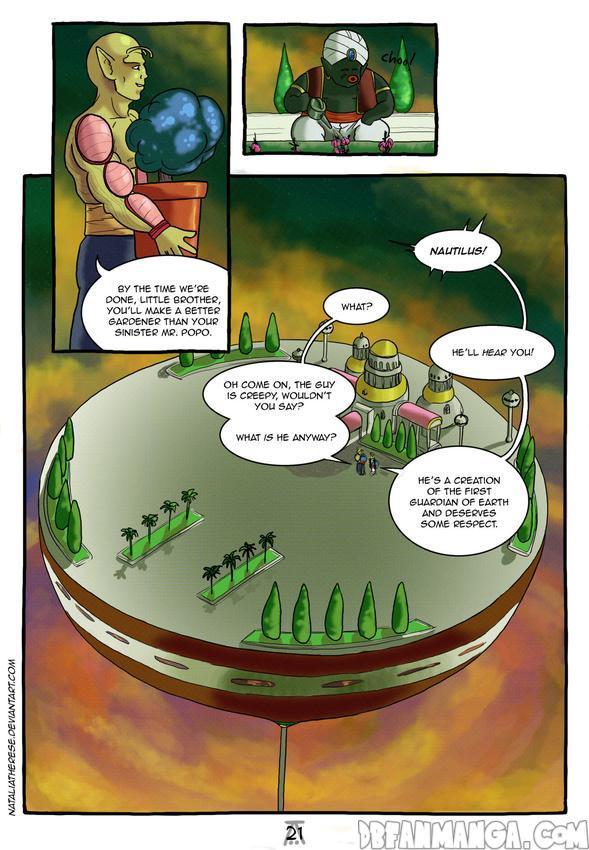 choo!
BY THE TIME WE'RE
DONE, LITTLE BROTHER,
YOU'LL MAKE A BETTER
GARDENER THAN YOUR
SINISTER MR. POPO.
NAUTILUS!
WHAT?
HE'LL HEAR YOU!
OH COME ON, THE GUY
IS CREEPY, WOULDN'T
YOU SAY?
WHAT IS HE ANYWAY?
HE'S A CREATION
OF THE FIRST
GUARDIAN OF EARTH
AND DESERVES
SOME RESPECT.
NATALIATHERESE.DEVIANTART.COM
21
DBFANMANGA.COM